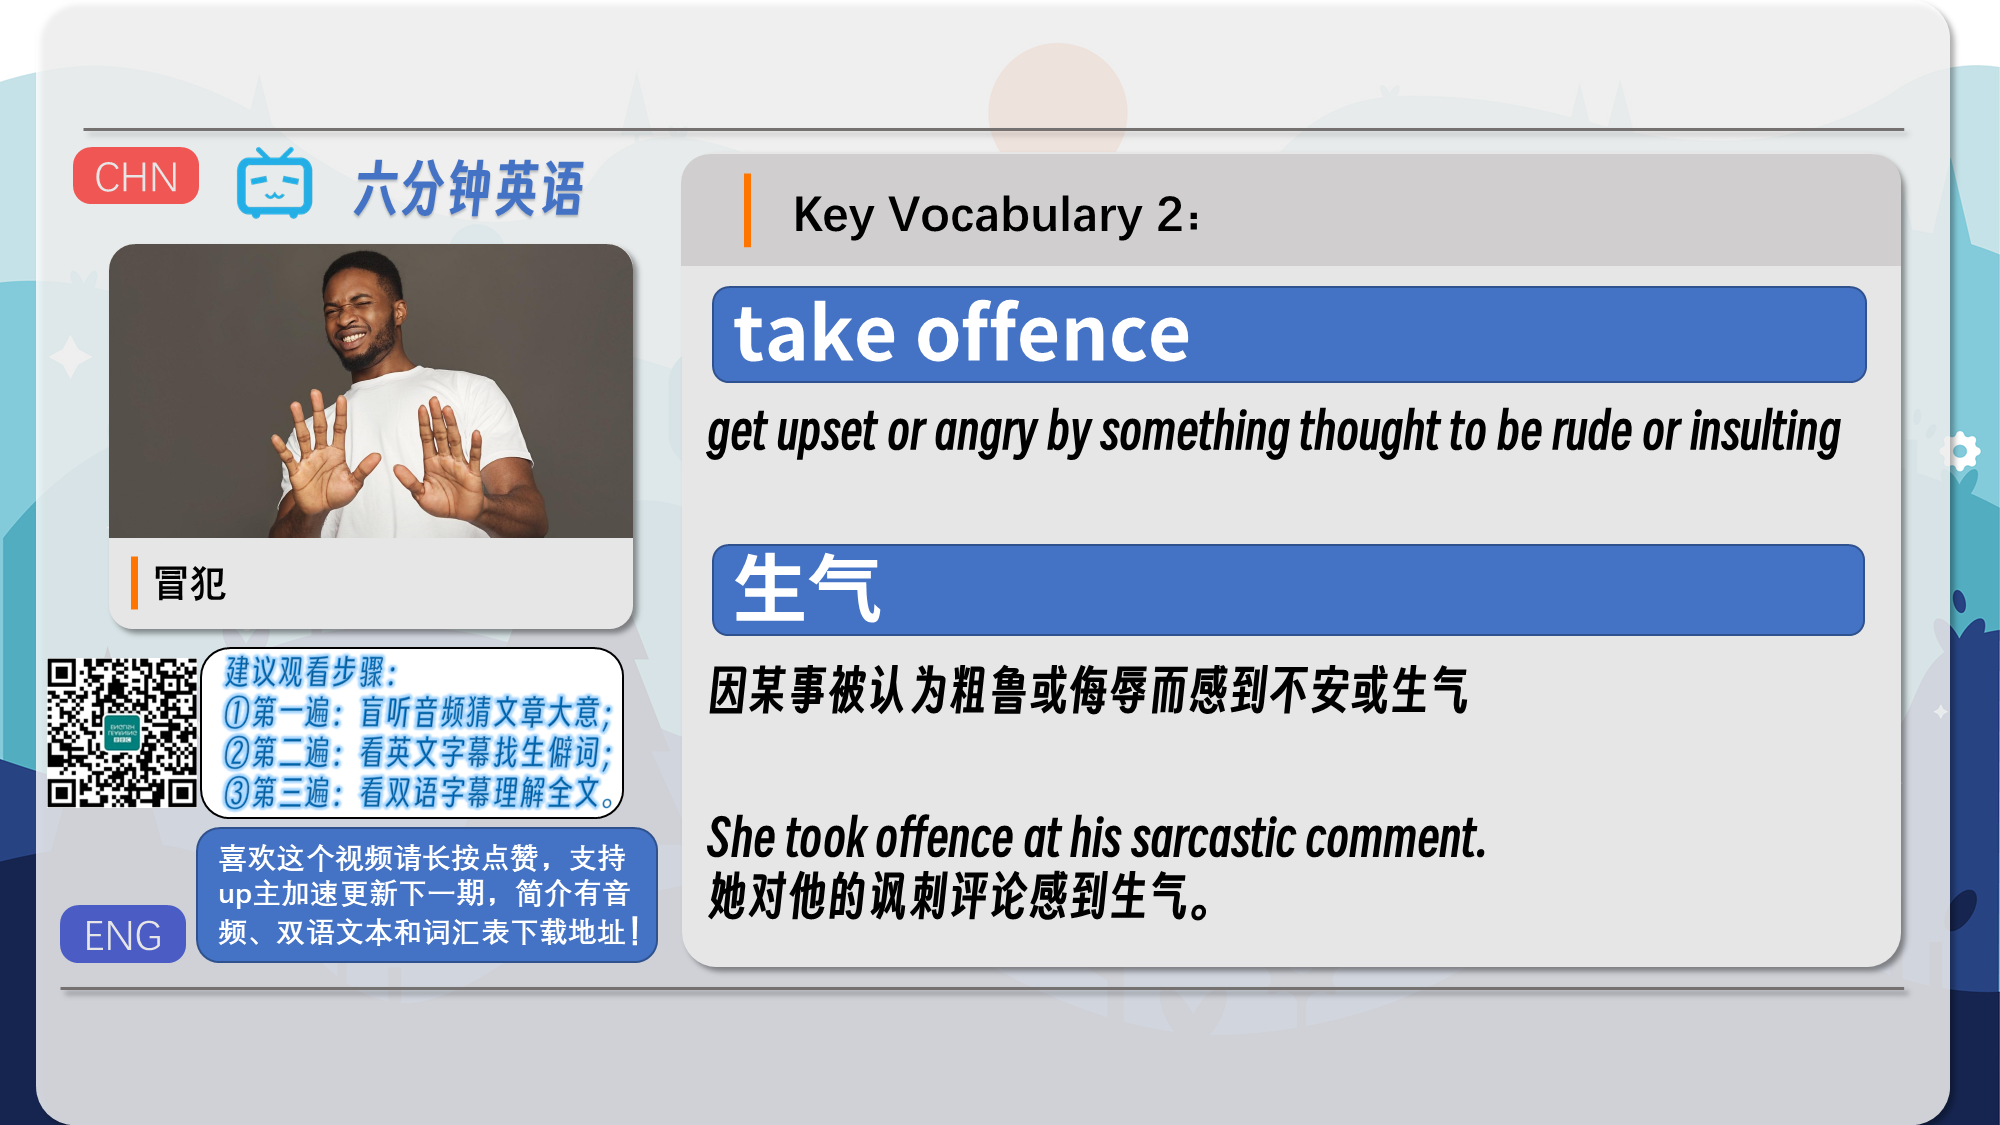 CHN
六分钟英语
冒犯
建议观看步骤：
①第一遍：盲听音频猜文章大意；
②第二遍：看英文字幕找生僻词；
③第三遍：看双语字幕理解全文。
喜欢这个视频请长按点赞，支持
up主加速更新下一期，简介有音
频、双语文本和词汇表下载地址！
ENG
Key Vocabulary 2：
take offence
get upset or angry by something thought to be rude or insulting
生气
因某事被认为粗鲁或侮辱而感到不安或生气
She took offence at his sarcastic comment.
她对他的讽刺评论感到生气。